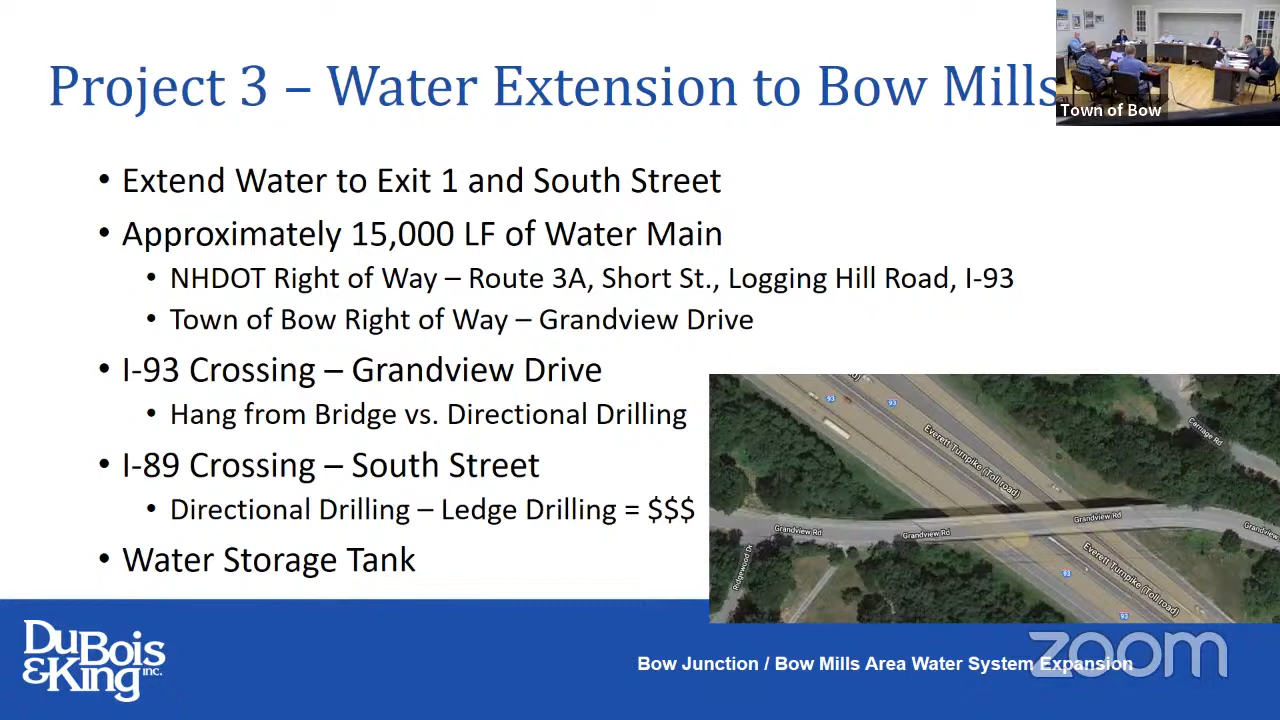 Project 3 – Water Extension to Bow Mills
Town of Bow
• Extend Water to Exit 1 and South Street
• Approximately 15,000 LF of Water Main
• NHDOT Right of Way – Route 3A, Short St., Logging Hill Road, I-93
• Town of Bow Right of Way – Grandview Drive
• I-93 Crossing – Grandview Drive
• Hang from Bridge vs. Directional Drilling
• I-89 Crossing – South Street
• Directional Drilling – Ledge Drilling = $$$
• Water Storage Tank
93
93
Everett Turnpike (Toll road)
Carriage Rd
Grandview Rd
Grandview Rd
Grandview Rd
Grandview
Ridgewood Dr
Everett Turnpike (Toll road)
93
93
DuBois
&King inc.
Bow Junction / Bow Mills Area Water System Expansion
zoom